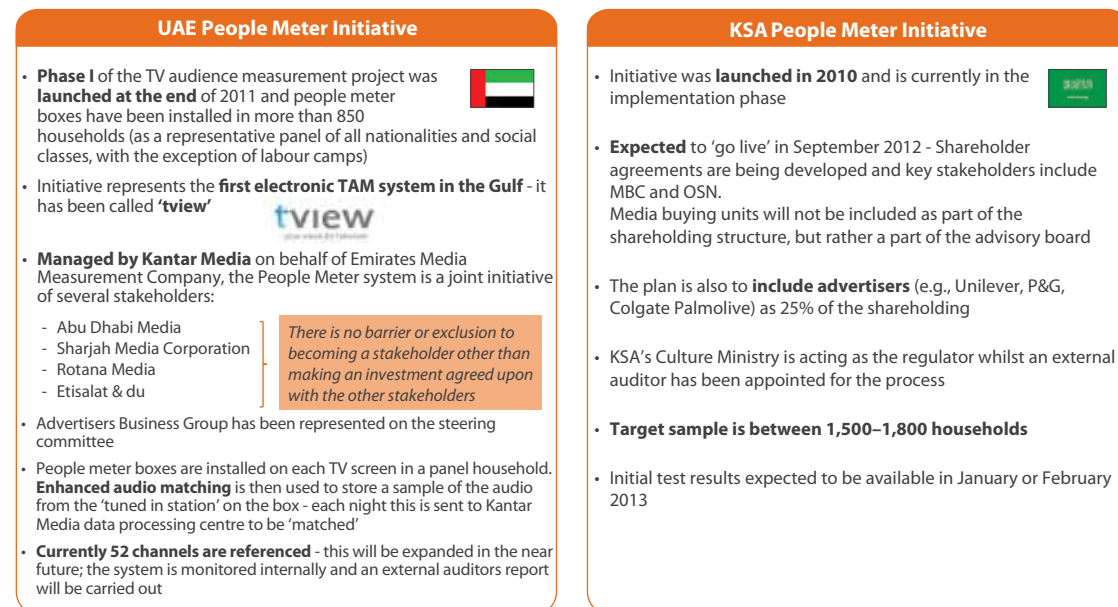 UAE People Meter Initiative
• Phase I of the TV audience measurement project was
launched at the end of 2011 and people meter
boxes have been installed in more than 850
households (as a representative panel of all nationalities and social
classes, with the exception of labour camps)
• Initiative represents the first electronic TAM system in the Gulf - it
has been called ‘tview’
tview
• Managed by Kantar Media on behalf of Emirates Media
Measurement Company, the People Meter system is a joint initiative
of several stakeholders:
- Abu Dhabi Media
- Sharjah Media Corporation
- Rotana Media
- Etisalat & du
There is no barrier or exclusion to
becoming a stakeholder other than
making an investment agreed upon
with the other stakeholders
• Advertisers Business Group has been represented on the steering
committee
• People meter boxes are installed on each TV screen in a panel household.
Enhanced audio matching is then used to store a sample of the audio
from the ‘tuned in station’ on the box - each night this is sent to Kantar
Media data processing centre to be ‘matched’
• Currently 52 channels are referenced - this will be expanded in the near
future; the system is monitored internally and an external auditors report
will be carried out
KSA People Meter Initiative
• Initiative was launched in 2010 and is currently in the
implementation phase
• Expected to ‘go live’ in September 2012 - Shareholder
agreements are being developed and key stakeholders include
MBC and OSN.
Media buying units will not be included as part of the
shareholding structure, but rather a part of the advisory board
• The plan is also to include advertisers (e.g., Unilever, P&G,
Colgate Palmolive) as 25% of the shareholding
• KSA’s Culture Ministry is acting as the regulator whilst an external
auditor has been appointed for the process
• Target sample is between 1,500–1,800 households
• Initial test results expected to be available in January or February
2013